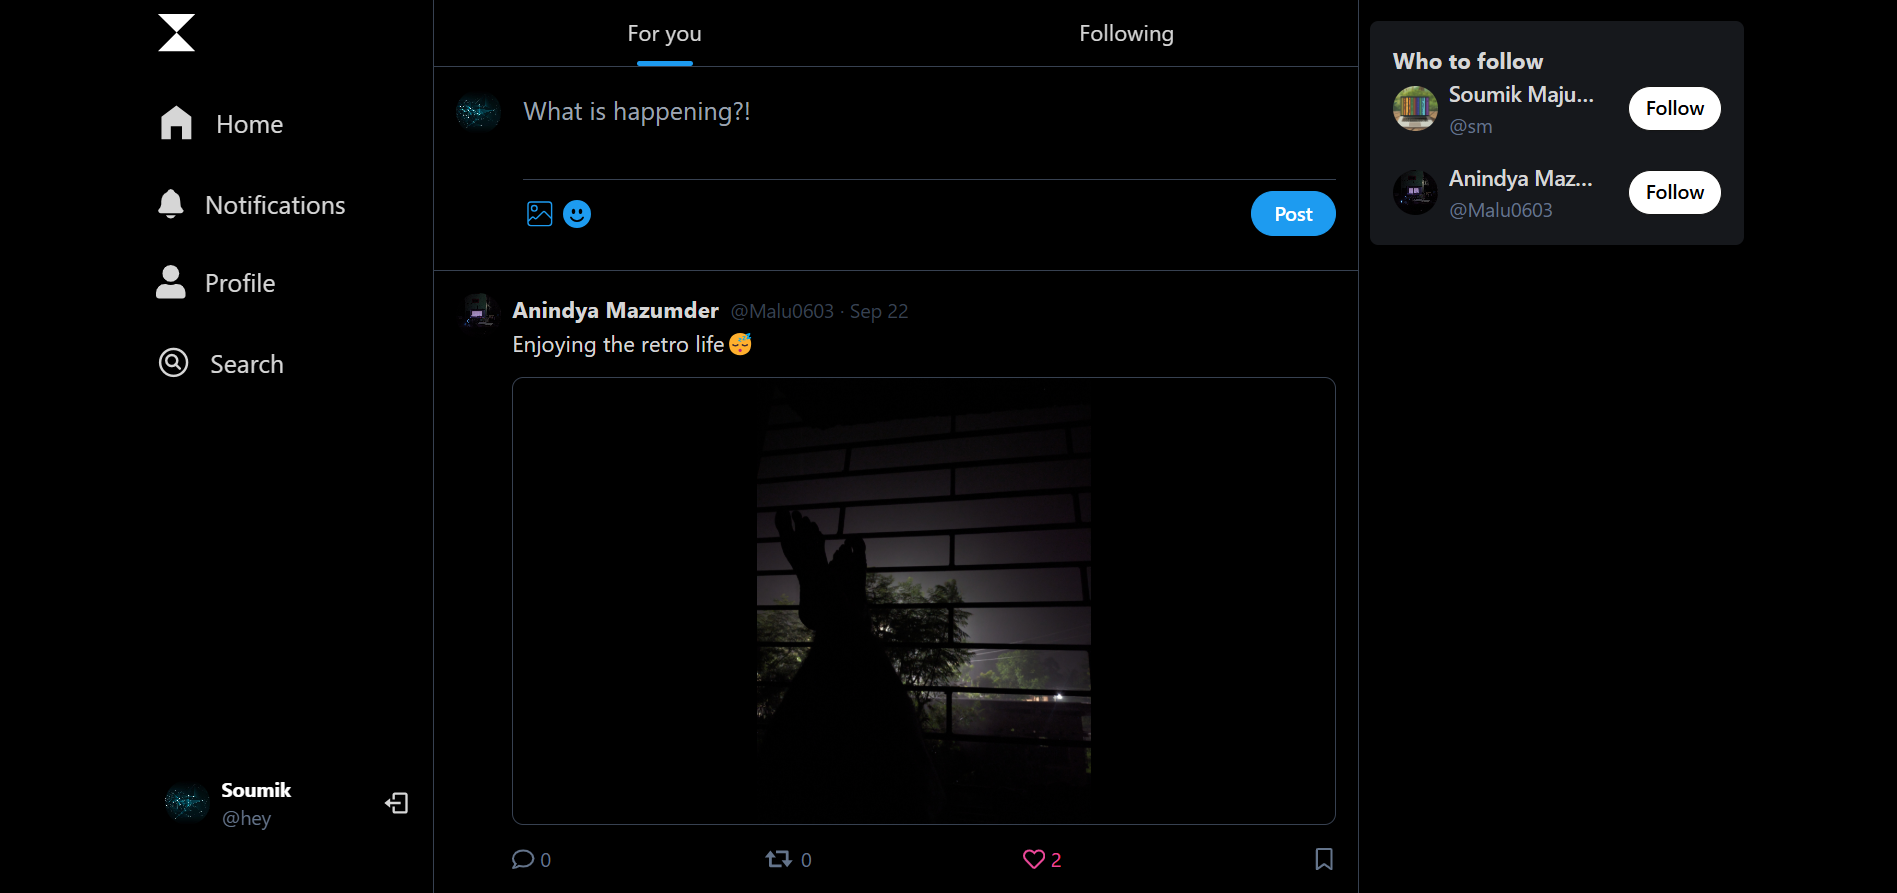 Home
Notifications
Profile
Search
Soumik
@hey
For you
Following
What is happening?!
Post
Anindya Mazumder @Malu0603 · Sep 22
Enjoying the retro life😴
0
0
2
Who to follow
Soumik Maju...
@sm
Follow
Anindya Maz...
@Malu0603
Follow